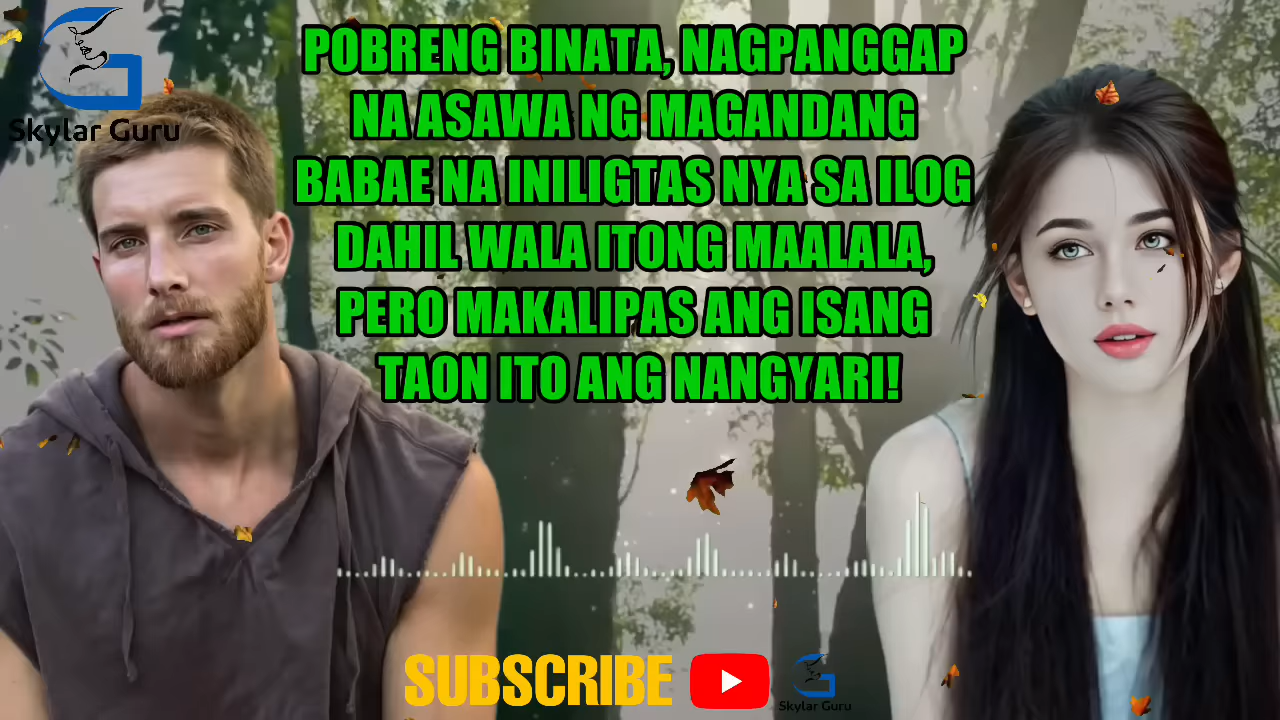 Skylar Guru
POBRENG BINATA, NAGPANGGAP
NA ASAWA NG MAGANDANG
BABAE NA INILIGTAS NYA SA ILOG
DAHIL WALA ITONG MAALALA,
PERO MAKALIPAS ANG ISANG
TAON ITO ANG NANGYARI!
SUBSCRIBE
Skylar Guru